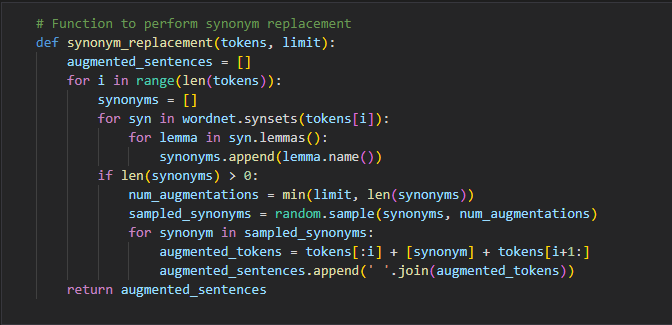 # Function to perform synonym replacement
def synonym_replacement(tokens, limit):
    augmented_sentences = []
    for i in range(len(tokens)):
        synonyms = []
        for syn in wordnet.synsets(tokens[i]):
            for lemma in syn.lemmas():
                synonyms.append(lemma.name())
        if len(synonyms) > 0:
            num_augmentations = min(limit, len(synonyms))
            sampled_synonyms = random.sample(synonyms, num_augmentations)
            for synonym in sampled_synonyms:
                augmented_tokens = tokens[:i] + [synonym] + tokens[i+1:]
                augmented_sentences.append(' '.join(augmented_tokens))
    return augmented_sentences